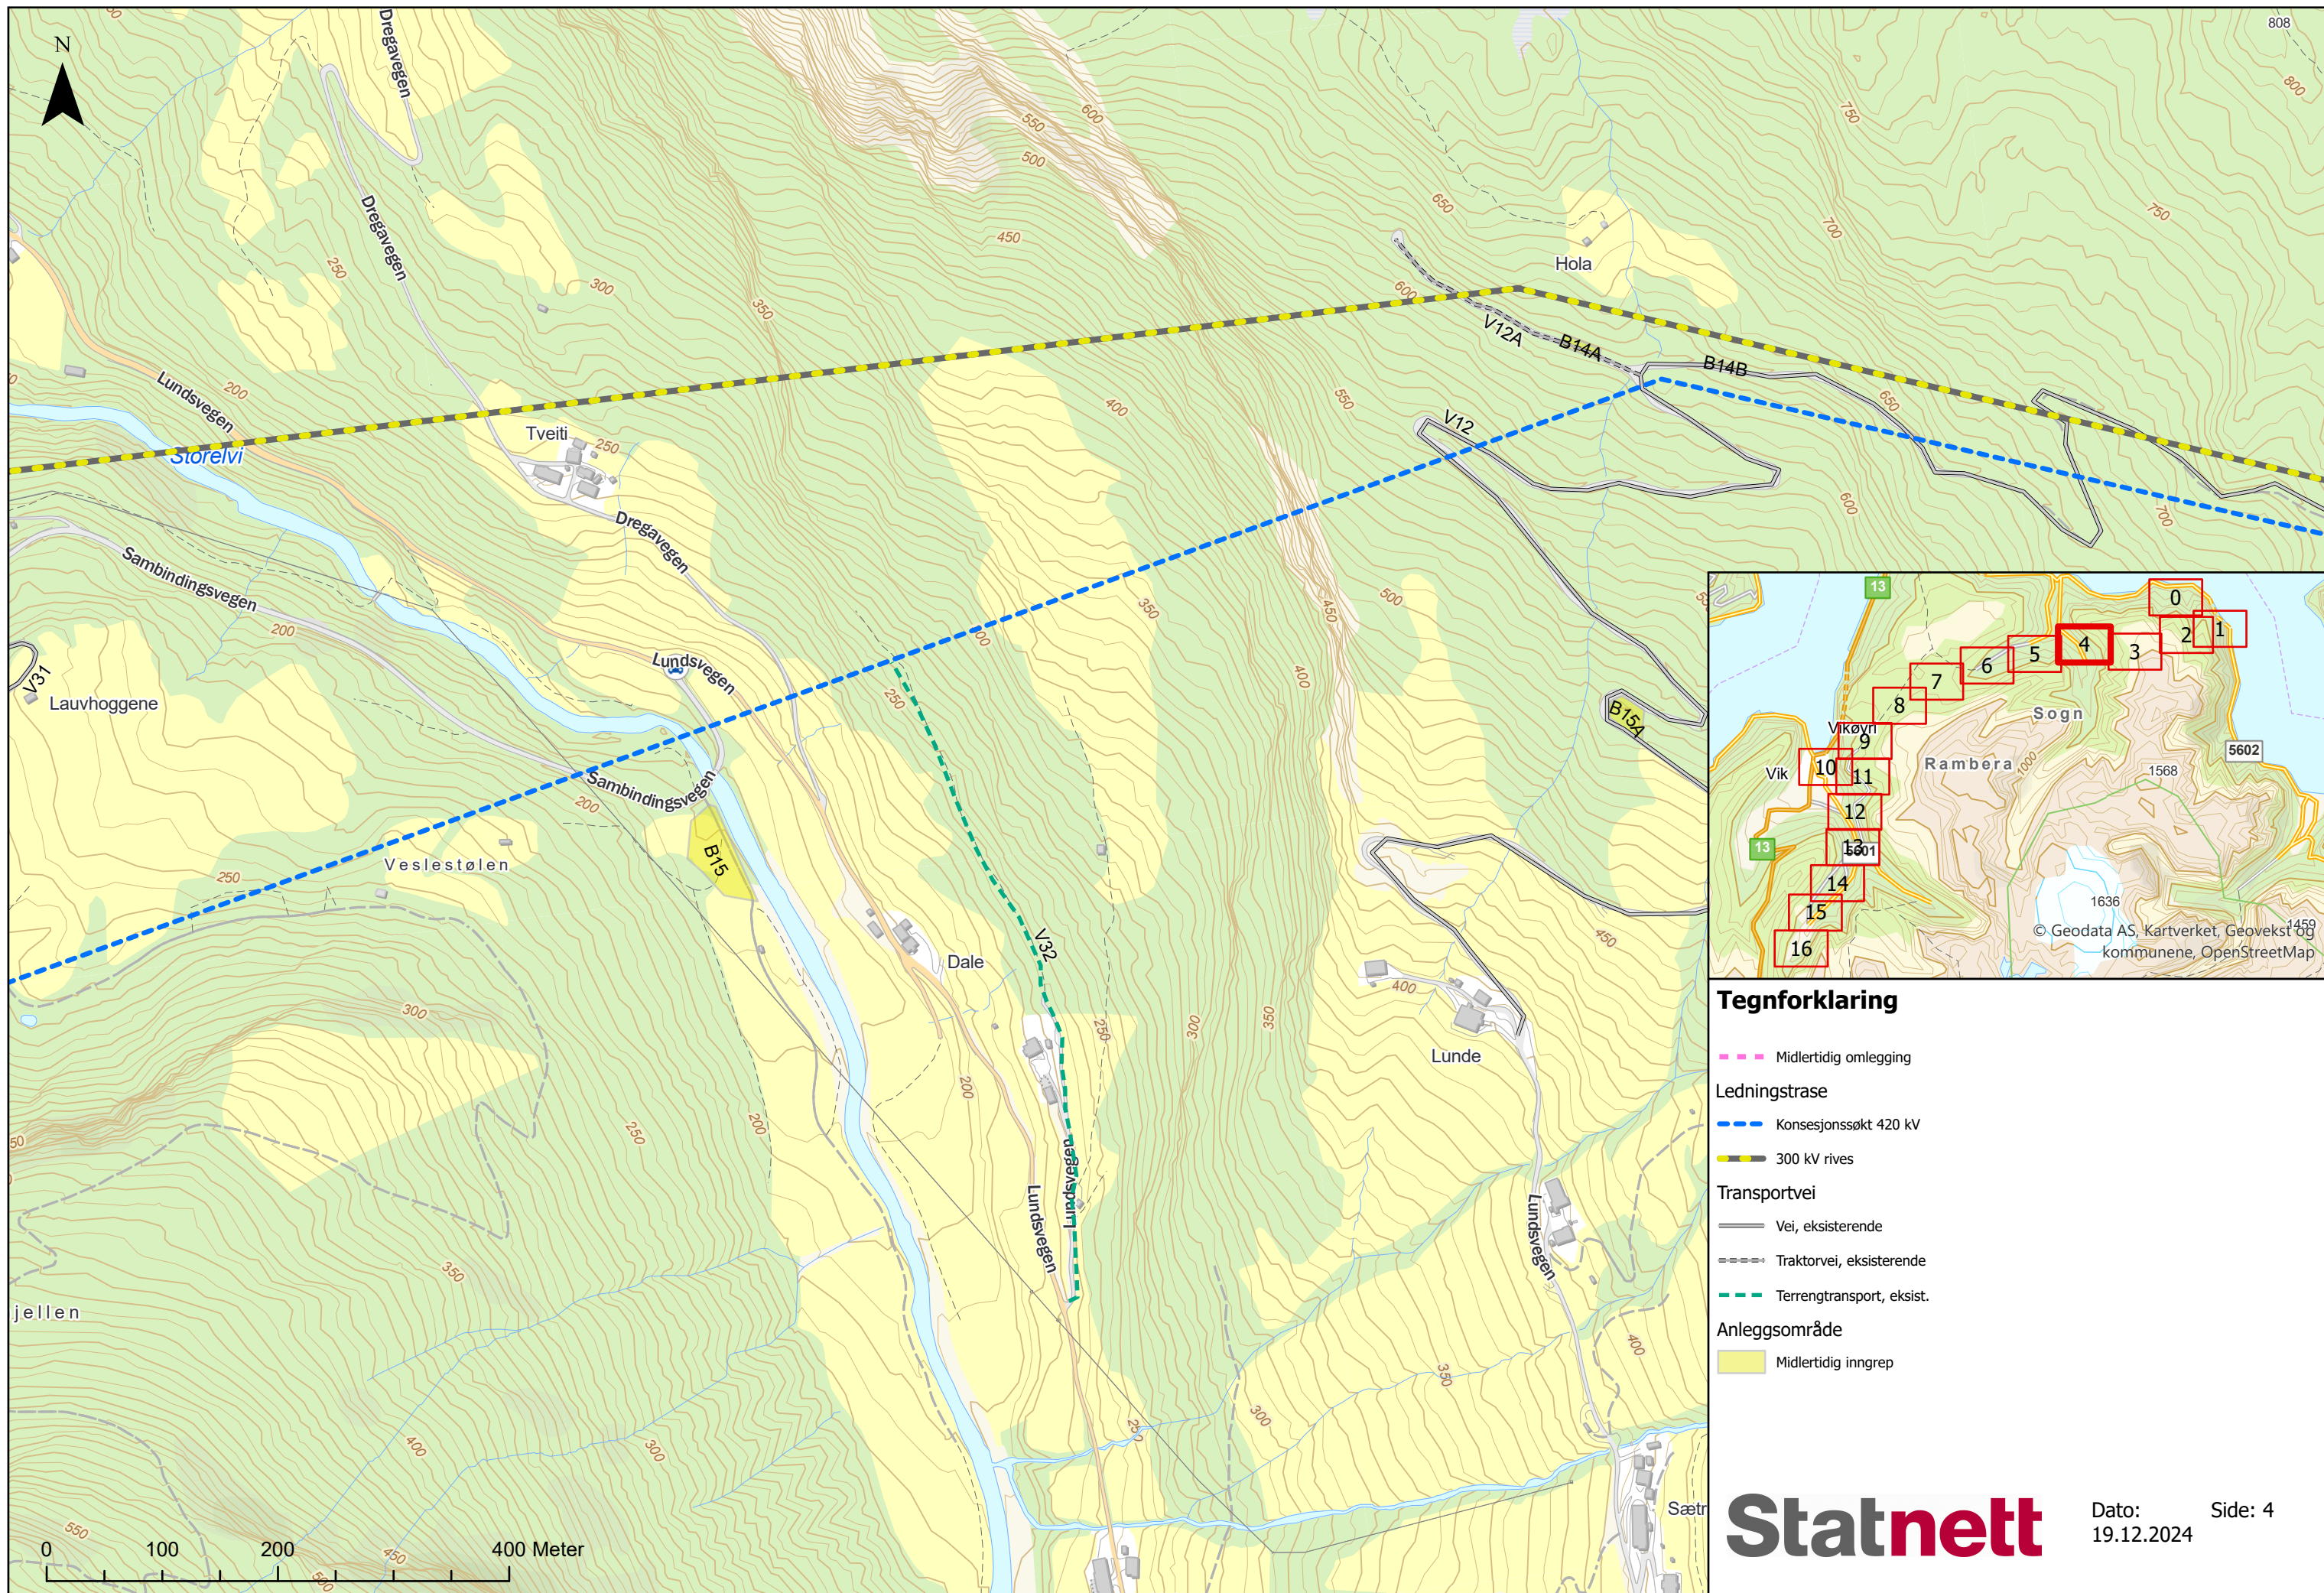 N
808
800
750
750
700
Dregavegen
Dregavegen
600
550
500
450
650
600
Hola
250
300
350
V12A
B14A
B14B
650
700
600
550
V12
400
Lundsvegen
200
Storelvi
Tveiti
250
Dregavegen
Sambindingsvegen
200
V31
Lauvhoggene
Lundsvegen
250
350
500
450
400
B15A
Sambindingsvegen
200
B15
Veslestølen
250
V32
Dale
300
250
300
350
400
450
Lunde
200
Lundsvegen
Lundsvegen
Lundsvegen
250
200
350
jellen
400
300
550
450
500
250
300
350
400
Sætr
0 100 200 400 Meter
13
0
1
2
3
4
5
6
7
8
Vikøyri
9
Sogn
5602
10
11
Vik
Rambera
1000
1568
12
13
13
5601
14
15
16
1636
1459
© Geodata AS, Kartverket, Geovekst og
kommunene, OpenStreetMap
Tegnforklaring
Midlertidig omlegging
Ledningstrase
Konsesjonssøkt 420 kV
300 kV rives
Transportvei
Vei, eksisterende
Traktorvei, eksisterende
Terrengtransport, eksist.
Anleggsområde
Midlertidig inngrep
Statnett
Dato: Side: 4
19.12.2024